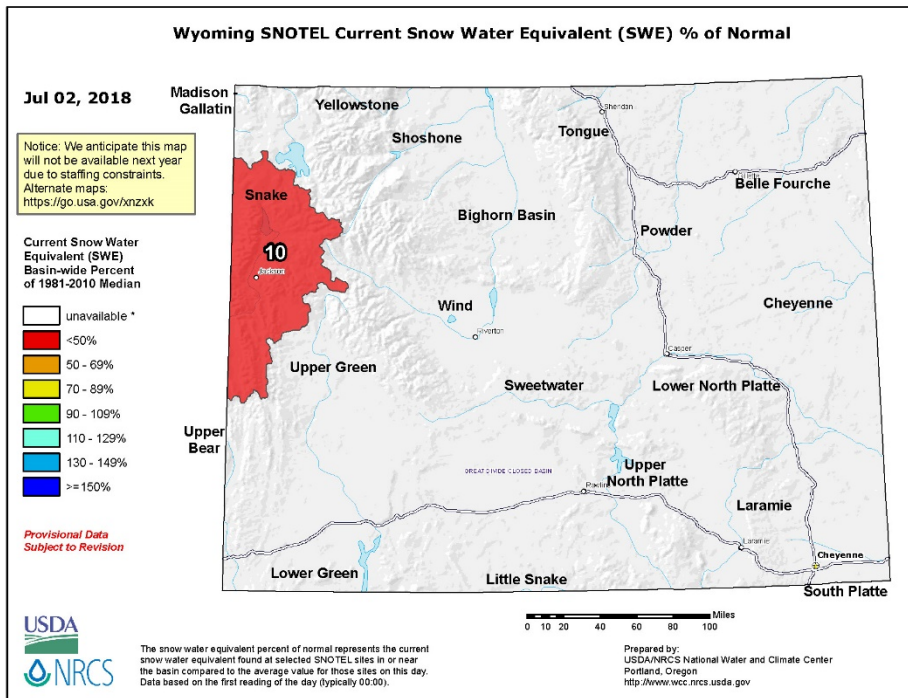 Wyoming SNOTEL Current Snow Water Equivalent (SWE) % of Normal
Jul 02, 2018
Notice: We anticipate this map
will not be available next year
due to staffing constraints.
Alternate maps:
https://go.usa.gov/xnzxk
Current Snow Water
Equivalent (SWE)
Basin-wide Percent
of 1981-2010 Median
unavailable *
<50%
50 - 69%
70 - 89%
90 - 109%
110 - 129%
130 - 149%
>=150%
Provisional Data
Subject to Revision
Madison
Gallatin
Yellowstone
Shoshone
Sheridan
Tongue
Belle Fourche
Snake
10
Jackson
Bighorn Basin
Powder
Wind
Riverton
Cheyenne
Casper
Upper Green
Sweetwater
Lower North Platte
Upper
Bear
GREAT DIVIDE CLOSED BASIN
Upper
North Platte
Rawlins
Laramie
Laramie
Cheyenne
Lower Green
Little Snake
South Platte
Miles
0 10 20 40 60 80 100
USDA
NRCS
The snow water equivalent percent of normal represents the current
snow water equivalent found at selected SNOTEL sites in or near
the basin compared to the average value for those sites on this day.
Data based on the first reading of the day (typically 00:00).
Prepared by:
USDA/NRCS National Water and Climate Center
Portland, Oregon
http://www.wcc.nrcs.usda.gov